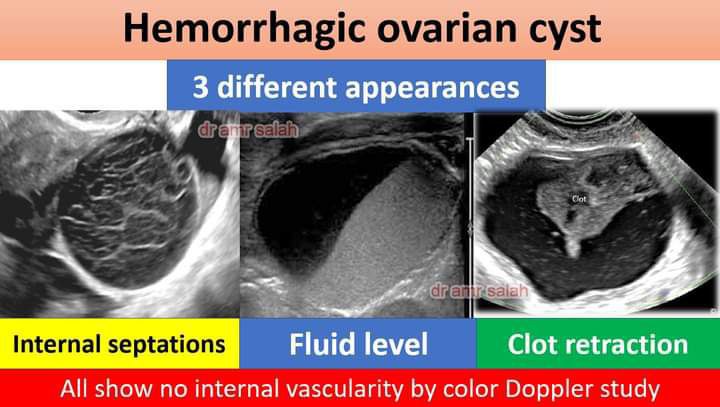 Hemorrhagic ovarian cyst
3 different appearances
dr amr salah
Clot
dr amr salah
Internal septations
Fluid level
Clot retraction
All show no internal vascularity by color Doppler study